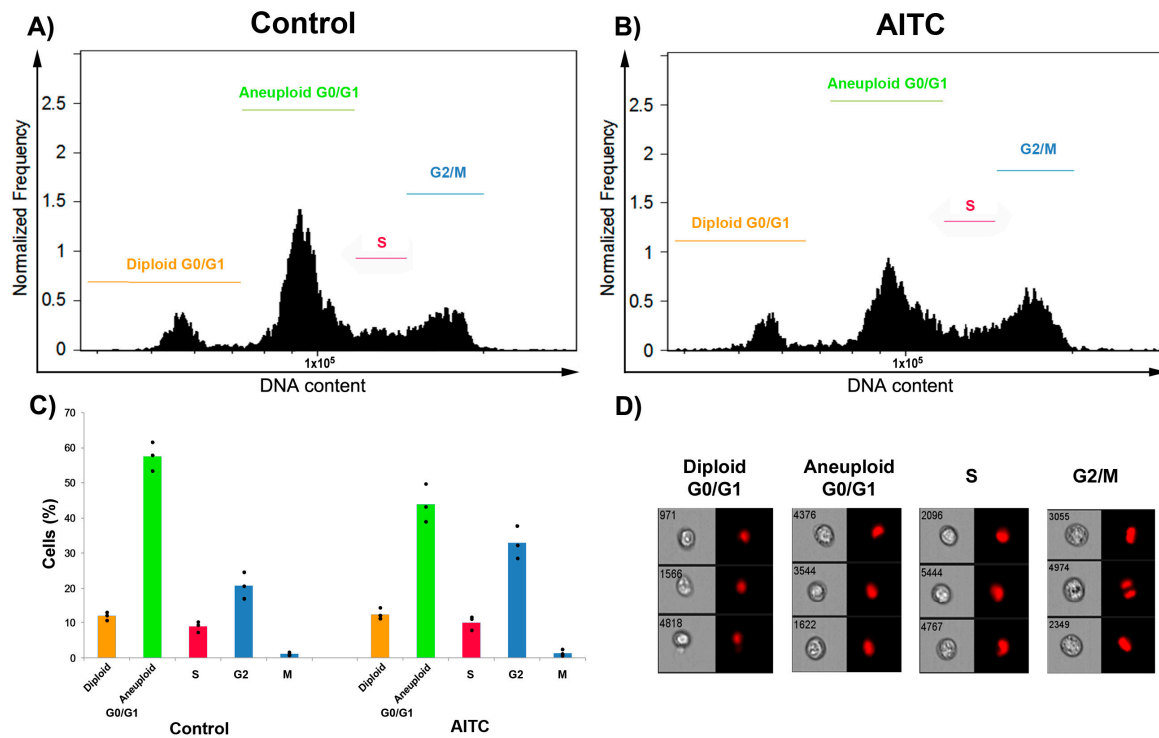 A)
Control
Normalized Frequency
2.5
2
1.5
1
0.5
0
Aneuploid G0/G1
G2/M
S
Diploid G0/G1
1x10⁵
DNA content
B)
AITC
Normalized Frequency
2.5
2
1.5
1
0.5
0
Aneuploid G0/G1
G2/M
S
Diploid G0/G1
1x10⁵
DNA content
C)
Cells (%)
70
60
50
40
30
20
10
0
Diploid
Aneuploid
S
G2
M
G0/G1
Control
Diploid
Aneuploid
S
G2
M
G0/G1
AITC
D)
Diploid
G0/G1
971
1566
4818
Aneuploid
G0/G1
4376
3544
1622
S
2096
5444
4767
G2/M
3055
4974
2349